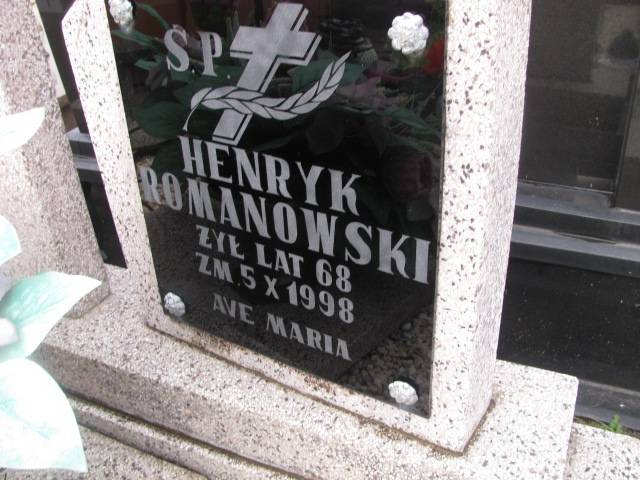 ŚP.
HENRYK
ROMANOWSKI
ŻYŁ LAT 68
ZM. 5 X 1998
AVE MARIA